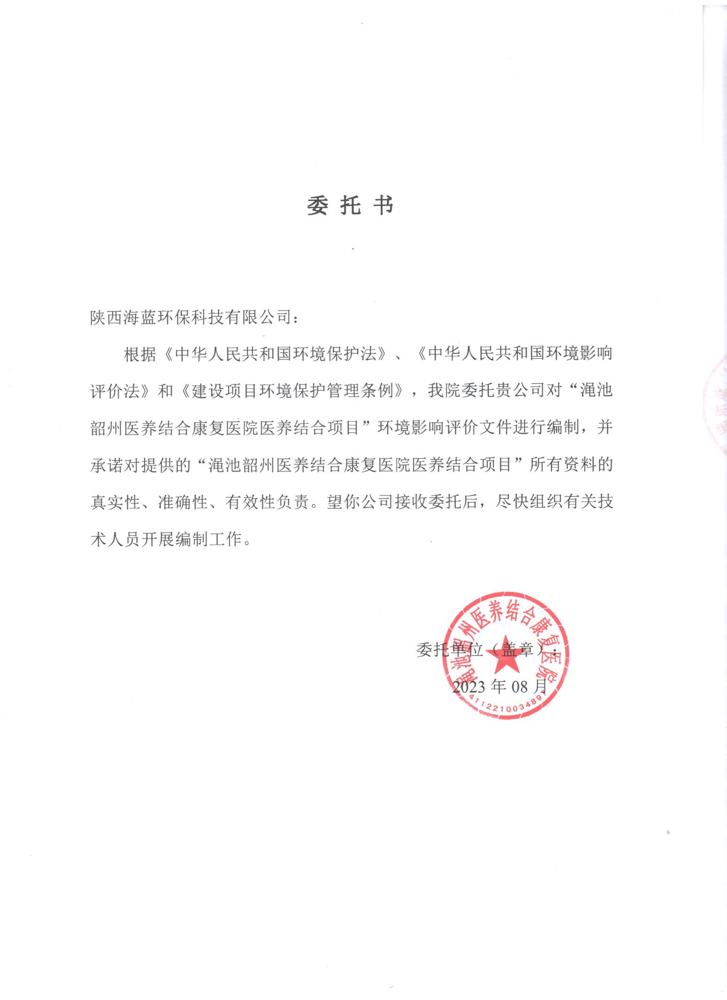 委托书
陕西海蓝环保科技有限公司：
根据《中华人民共和国环境保护法》、《中华人民共和国环境影响
评价法》和《建设项目环境保护管理条例》，我院委托贵公司对“渑池
韶州医养结合康复医院医养结合项目”环境影响评价文件进行编制，并
承诺对提供的“渑池韶州医养结合康复医院医养结合项目”所有资料的
真实性、准确性、有效性负责。望你公司接收委托后，尽快组织有关技
术人员开展编制工作。
渑池韶州医养结合康复医院
委托单位（盖章）：
2023 年 08 月
4112210034897